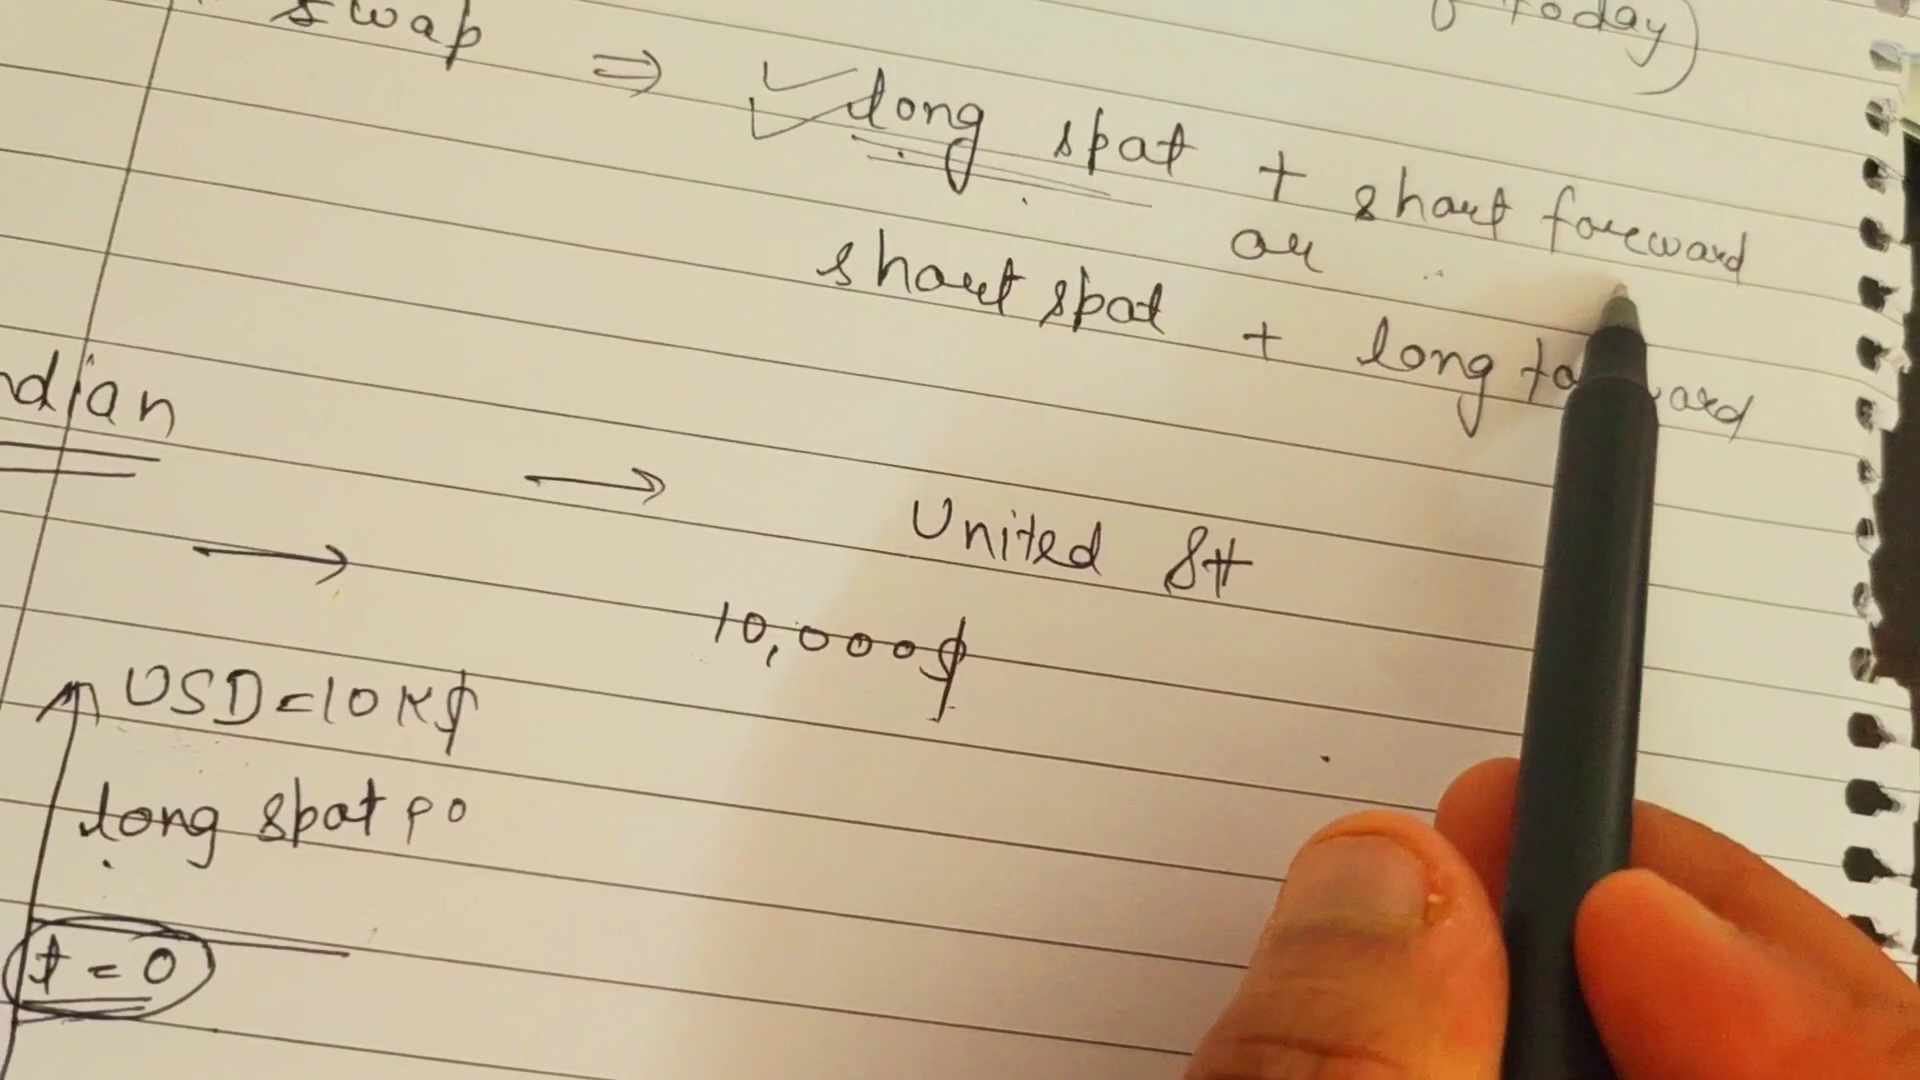 today)
swap ⇒ long spot + short forward
or
short spot + long forward
ndian → United St
→ 10,000$
USD = 10K$
long spot po
t = 0